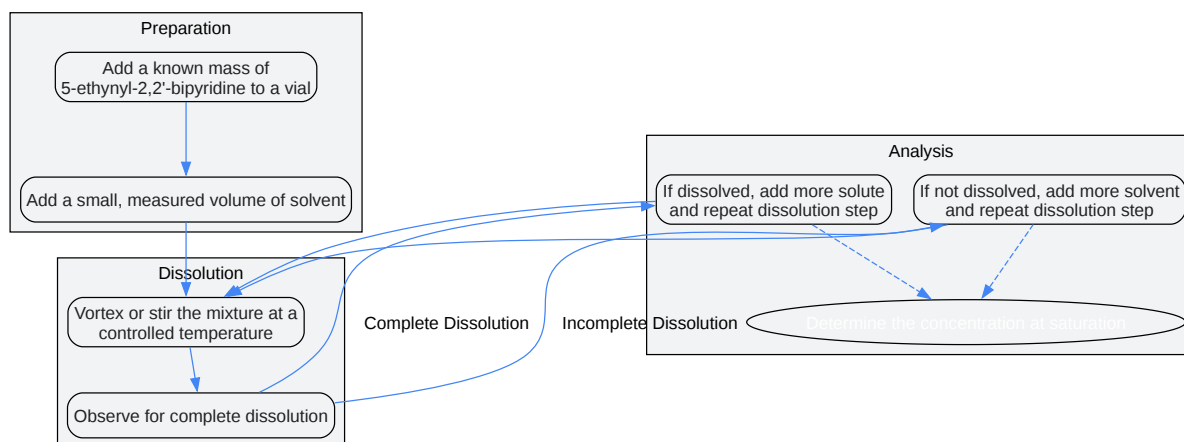 Preparation
Add a known mass of
5-ethynyl-2,2'-bipyridine to a vial
Add a small, measured volume of solvent
Dissolution
Vortex or stir the mixture at a
controlled temperature
Observe for complete dissolution
Complete Dissolution
Incomplete Dissolution
Analysis
If dissolved, add more solute
and repeat dissolution step
If not dissolved, add more solvent
and repeat dissolution step
Determine the concentration at saturation